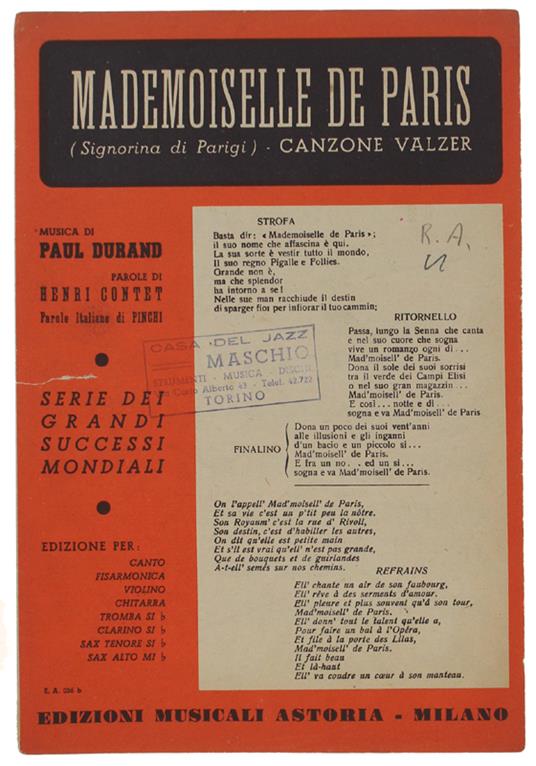 MADEMOISELLE DE PARIS
(Signorina di Parigi) - CANZONE VALZER
MUSICA DI
PAUL DURAND
PAROLE DI
HENRI CONTET
Parole Italiane di PINCHI
SERIE DEI
GRANDI
SUCCESSI
MONDIALI
EDIZIONE PER:
CANTO
FISARMONICA
VIOLINO
CHITARRA
TROMBA SI b
CLARINO SI b
SAX TENORE SI b
SAX ALTO MI b
E. A. 036 b
STROFA
Basta dir: « Mademoiselle de Paris »;
il suo nome che affascina è qui.
La sua sorte è vestir tutto il mondo,
Il suo regno Pigalle e Follies.
Grande non è,
ma che splendor
ha intorno a se!
Nelle sue man racchiude il destin
di sparger fior per infiorar il tuo cammin;
R. A.
RITORNELLO
Passa, lungo la Senna che canta
e nel suo cuore che sogna
vive un romanzo ogni dì...
Mad'moisell' de Paris.
Dona il sole dei suoi sorrisi
tra il verde dei Campi Elisi
o nel suo gran magazzin...
Mad'moisell' de Paris.
E così... notte e dì...
sogna e va Mad'moisell' de Paris
CASA DEL JAZZ
MASCHIO
STRUMENTI - MUSICA - DISCHI
Carlo Alberto 43 - Telef. 42.722
TORINO
FINALINO
Dona un poco dei suoi vent'anni
alle illusioni e gli inganni
d'un bacio e un piccolo sì...
Mad'moisell' de Paris.
E fra un no.. ed un sì...
sogna e va Mad'moisell' de Paris.
On l'appell' Mad'moisell' de Paris,
Et sa vie c'est un p'tit peu la nôtre.
Son Royaum' c'est la rue d' Rivoli,
Son destin, c'est d'habiller les autres,
On dit qu'elle est petite main
Et s'il est vrai qu'ell' n'est pas grande,
Que de bouquets et de guirlandes
A-t-ell' semés sur nos chemins.
REFRAINS
Ell' chante un air de son faubourg,
Ell' rêve à des serments d'amour.
Ell' pleure et plus souvent qu'à son tour,
Mad'moisell' de Paris.
Ell' donn' tout le talent qu'elle a,
Pour faire un bal à l'Opéra,
Et file à la porte des Lilas,
Mad'moisell' de Paris.
Il fait beau
Et là-haut
Ell' va coudre un cœur à son manteau.
EDIZIONI MUSICALI ASTORIA - MILANO